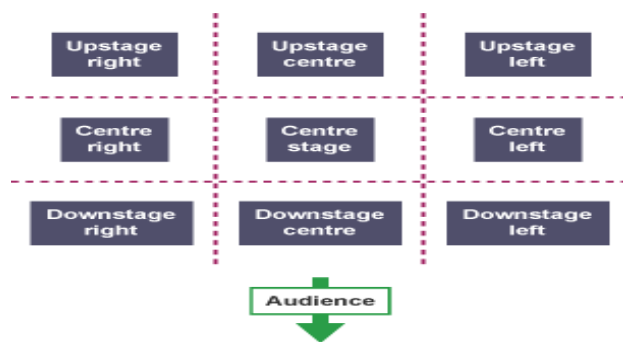 Upstage
right
Upstage
centre
Upstage
left
Centre
right
Centre
stage
Centre
left
Downstage
right
Downstage
centre
Downstage
left
Audience